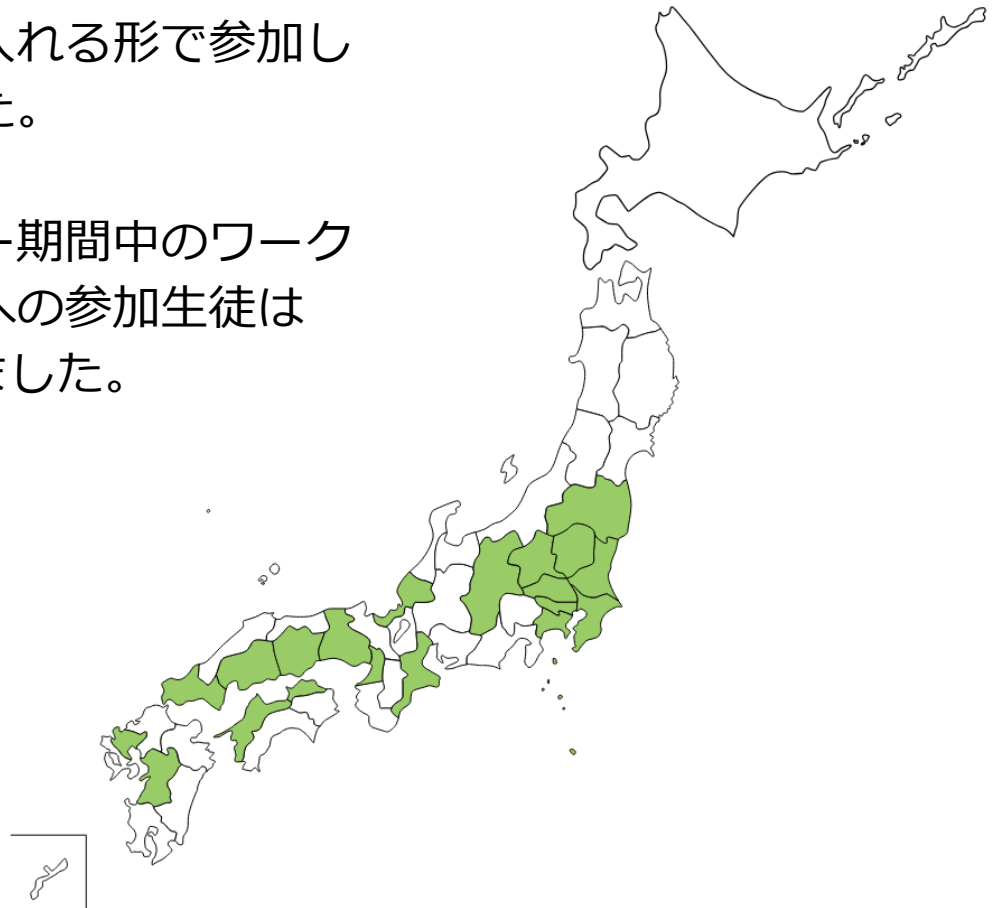 入れる形で参加し
た。
ー期間中のワーク
への参加生徒は
ました。